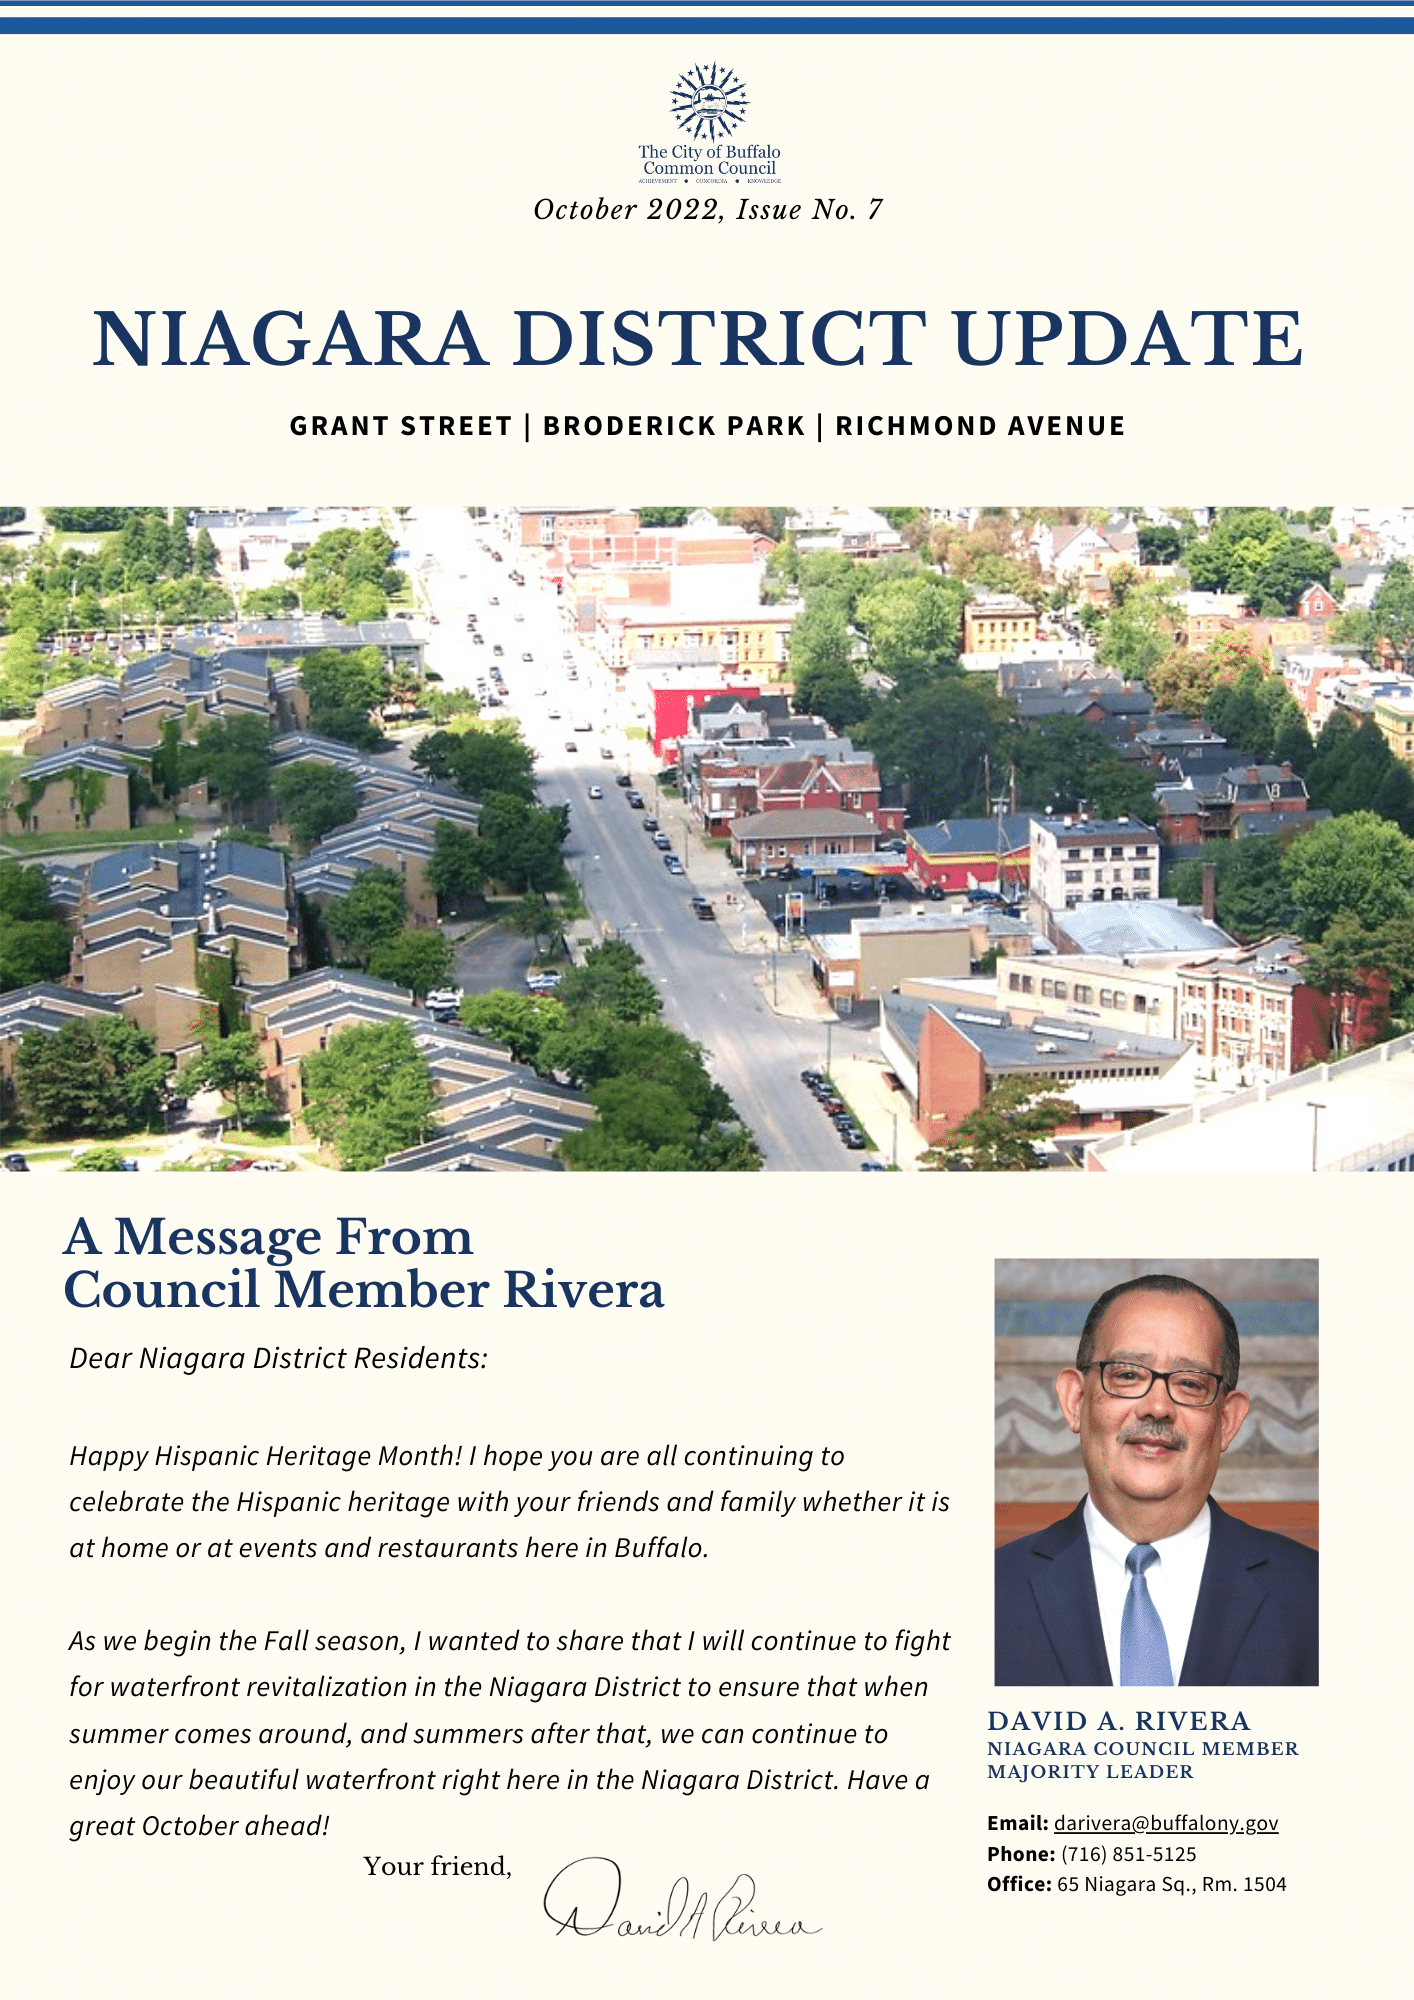 The City of Buffalo
Common Council
ACHIEVEMENT • CONCORDIA • KNOWLEDGE
October 2022, Issue No. 7
NIAGARA DISTRICT UPDATE
GRANT STREET | BRODERICK PARK | RICHMOND AVENUE
A Message From
Council Member Rivera
Dear Niagara District Residents:
Happy Hispanic Heritage Month! I hope you are all continuing to
celebrate the Hispanic heritage with your friends and family whether it is
at home or at events and restaurants here in Buffalo.
As we begin the Fall season, I wanted to share that I will continue to fight
for waterfront revitalization in the Niagara District to ensure that when
summer comes around, and summers after that, we can continue to
enjoy our beautiful waterfront right here in the Niagara District. Have a
great October ahead!
Your friend,
David A Rivera
DAVID A. RIVERA
NIAGARA COUNCIL MEMBER
MAJORITY LEADER
Email: darivera@buffalony.gov
Phone: (716) 851-5125
Office: 65 Niagara Sq., Rm. 1504